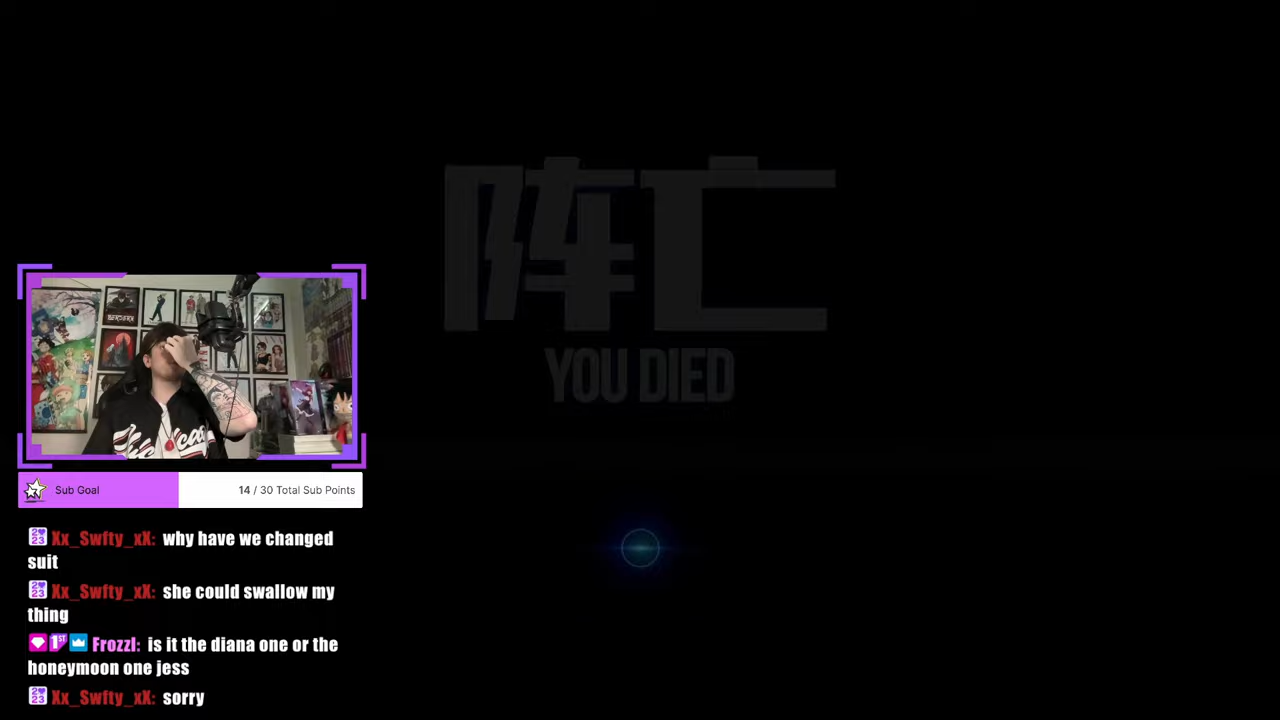 阵亡
YOU DIED
BERSERK
Sub Goal
14 / 30 Total Sub Points
Xx_Swfty_xX: why have we changed
suit
Xx_Swfty_xX: she could swallow my
thing
Frozzl: is it the diana one or the
honeymoon one jess
Xx_Swfty_xX: sorry